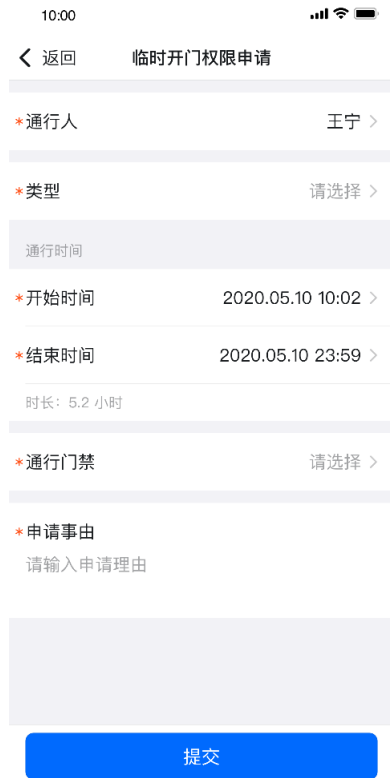 10:00
返回 临时开门权限申请
*通行人 王宁
*类型 请选择
通行时间
*开始时间 2020.05.10 10:02
*结束时间 2020.05.10 23:59
时长：5.2 小时
*通行门禁 请选择
*申请事由
请输入申请理由
提交